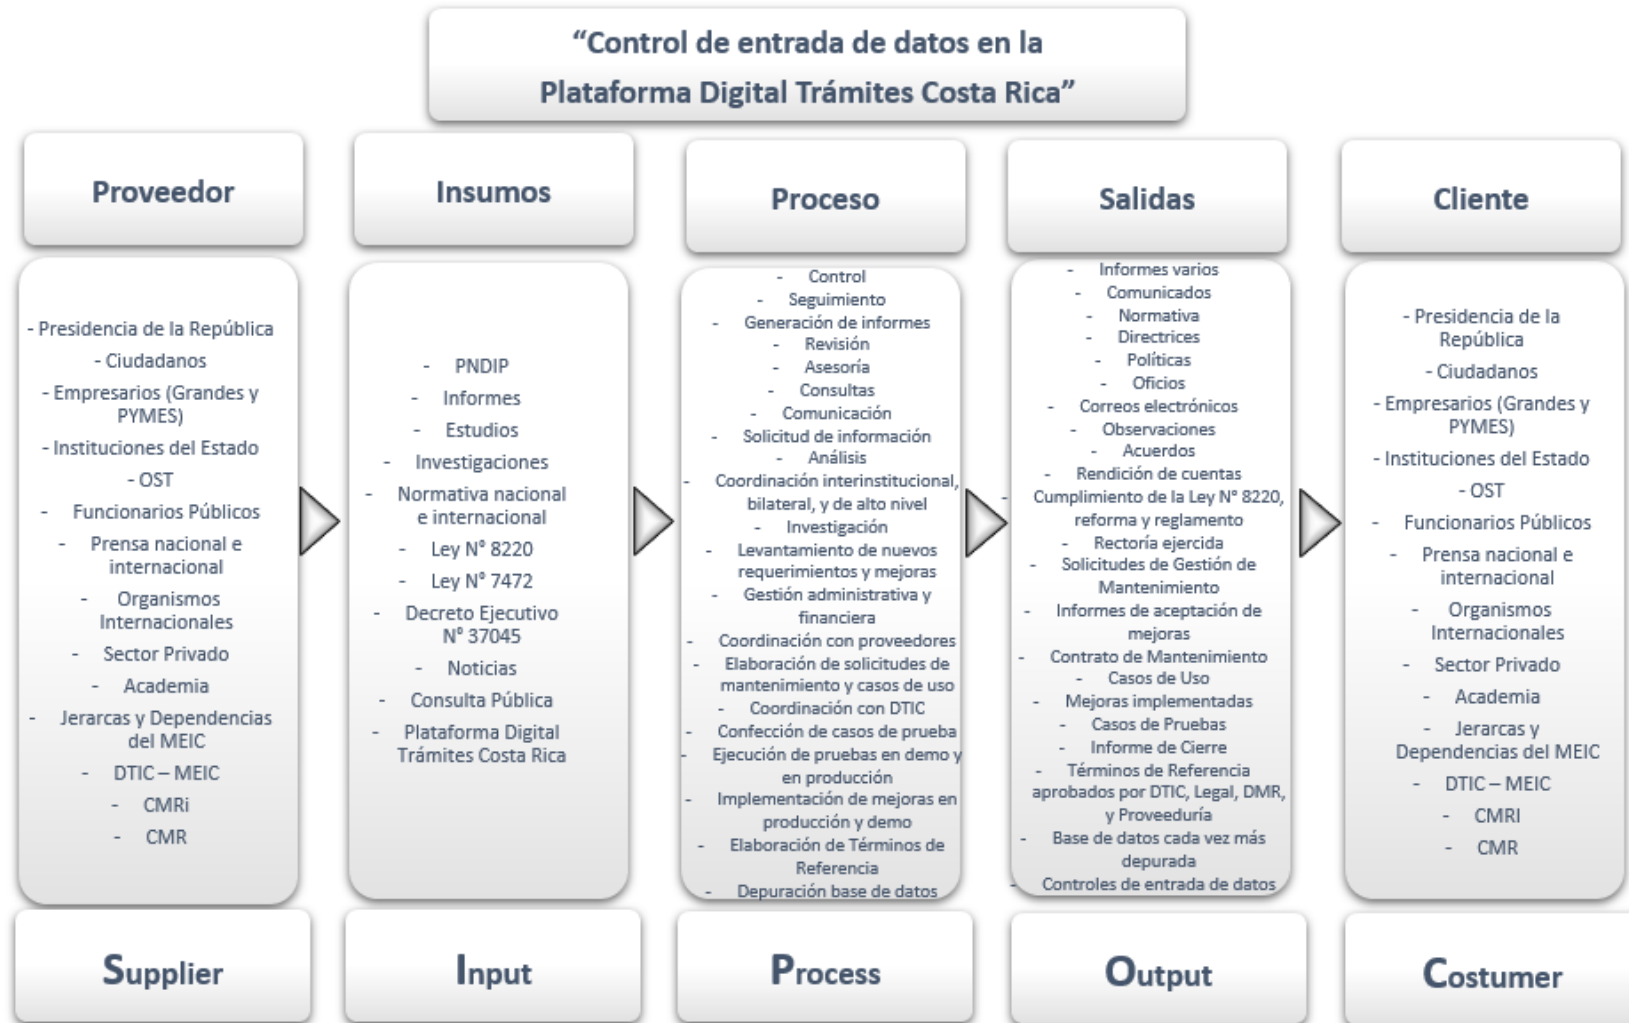 “Control de entrada de datos en la
Plataforma Digital Trámites Costa Rica”
Proveedor
Insumos
Proceso
Salidas
Cliente
- Presidencia de la República
- Ciudadanos
- Empresarios (Grandes y
PYMES)
- Instituciones del Estado
- OST
- Funcionarios Públicos
- Prensa nacional e
internacional
- Organismos
Internacionales
- Sector Privado
- Academia
- Jerarcas y Dependencias
del MEIC
- DTIC – MEIC
- CMRi
- CMR
- PNDIP
- Informes
- Estudios
- Investigaciones
- Normativa nacional
e internacional
- Ley N° 8220
- Ley N° 7472
- Decreto Ejecutivo
N° 37045
- Noticias
- Consulta Pública
- Plataforma Digital
Trámites Costa Rica
- Control
- Seguimiento
- Generación de informes
- Revisión
- Asesoría
- Consultas
- Comunicación
- Solicitud de información
- Análisis
- Coordinación interinstitucional,
bilateral, y de alto nivel
- Investigación
- Levantamiento de nuevos
requerimientos y mejoras
- Gestión administrativa y
financiera
- Coordinación con proveedores
- Elaboración de solicitudes de
mantenimiento y casos de uso
- Coordinación con DTIC
- Confección de casos de prueba
- Ejecución de pruebas en demo y
en producción
- Implementación de mejoras en
producción y demo
- Elaboración de Términos de
Referencia
- Depuración base de datos
- Informes varios
- Comunicados
- Normativa
- Directrices
- Políticas
- Oficios
- Correos electrónicos
- Observaciones
- Acuerdos
- Rendición de cuentas
- Cumplimiento de la Ley N° 8220,
reforma y reglamento
- Rectoría ejercida
- Solicitudes de Gestión de
Mantenimiento
- Informes de aceptación de
mejoras
- Contrato de Mantenimiento
- Casos de Uso
- Mejoras implementadas
- Casos de Pruebas
- Informe de Cierre
- Términos de Referencia
aprobados por DTIC, Legal, DMR,
y Proveeduría
- Base de datos cada vez más
depurada
- Controles de entrada de datos
- Presidencia de la
República
- Ciudadanos
- Empresarios (Grandes y
PYMES)
- Instituciones del Estado
- OST
- Funcionarios Públicos
- Prensa nacional e
internacional
- Organismos
Internacionales
- Sector Privado
- Academia
- Jerarcas y
Dependencias del MEIC
- DTIC – MEIC
- CMRI
- CMR
Supplier
Input
Process
Output
Costumer